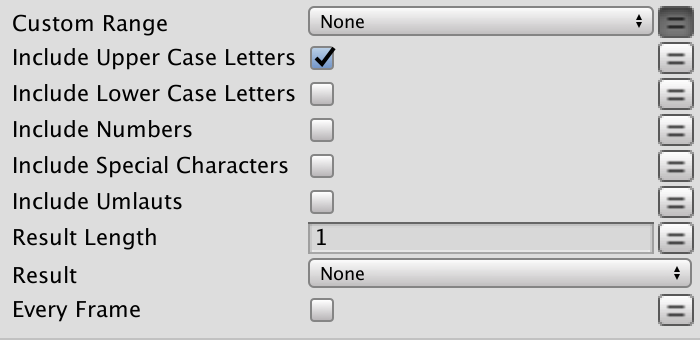 Custom Range None
Include Upper Case Letters
Include Lower Case Letters
Include Numbers
Include Special Characters
Include Umlauts
Result Length 1
Result None
Every Frame